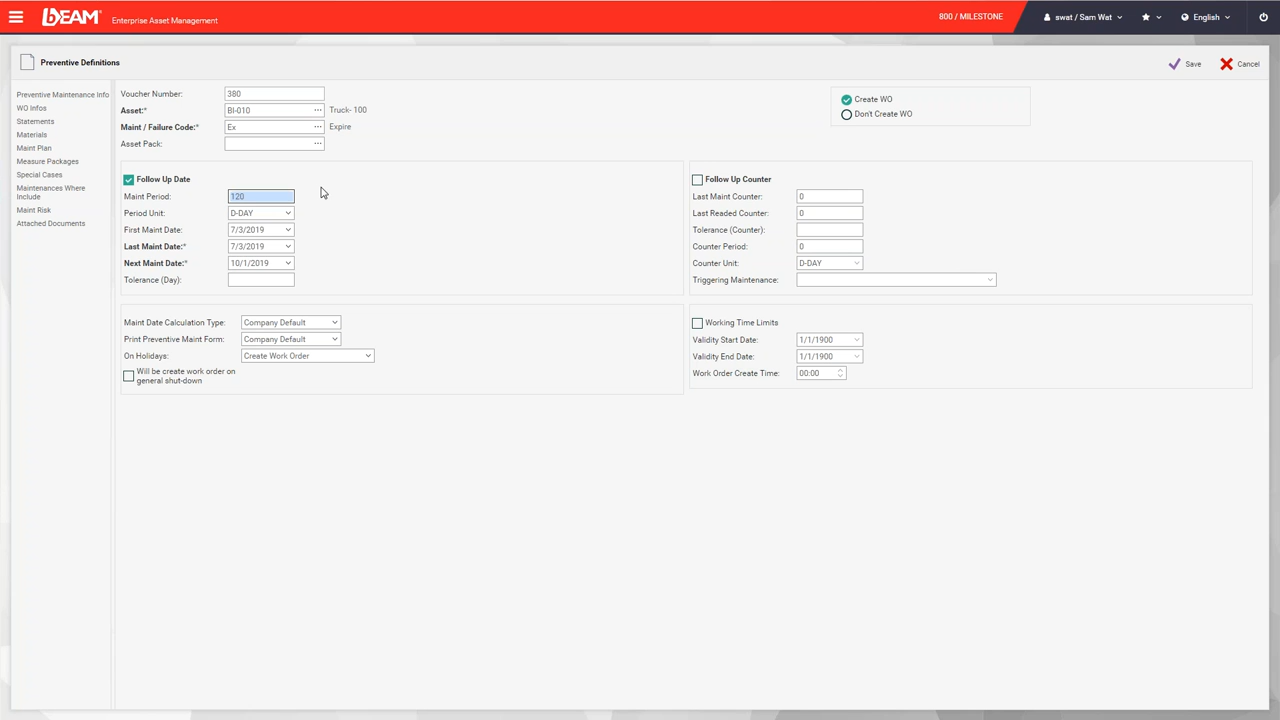 bEAM® Enterprise Asset Management
800 / MILESTONE
swat / Sam Wat
English
Preventive Definitions
Save
Cancel
Preventive Maintenance Info
WO Infos
Statements
Materials
Maint Plan
Measure Packages
Special Cases
Maintenances Where
Include
Maint Risk
Attached Documents
Voucher Number: 380
Asset:* BI-010 ··· Truck- 100
Maint / Failure Code:* Ex ··· Expire
Asset Pack: ···
Create WO
Don't Create WO
Follow Up Date
Maint Period: 120
Period Unit: D-DAY
First Maint Date: 7/3/2019
Last Maint Date:* 7/3/2019
Next Maint Date:* 10/1/2019
Tolerance (Day):
Follow Up Counter
Last Maint Counter: 0
Last Readed Counter: 0
Tolerance (Counter):
Counter Period: 0
Counter Unit: D-DAY
Triggering Maintenance:
Maint Date Calculation Type: Company Default
Print Preventive Maint Form: Company Default
On Holidays: Create Work Order
Will be create work order on
general shut-down
Working Time Limits
Validity Start Date: 1/1/1900
Validity End Date: 1/1/1900
Work Order Create Time: 00:00